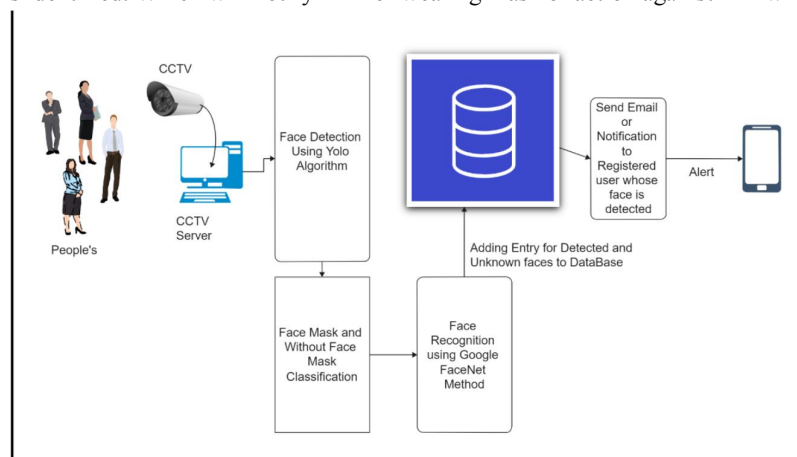 CCTV
CCTV
Server
People's
Face Detection
Using Yolo
Algorithm
Face Mask and
Without Face
Mask
Classification
Face
Recognition
using Google
FaceNet
Method
Adding Entry for Detected and
Unknown faces to DataBase
Send Email
or
Notification
to
Registered
user whose
face is
detected
Alert